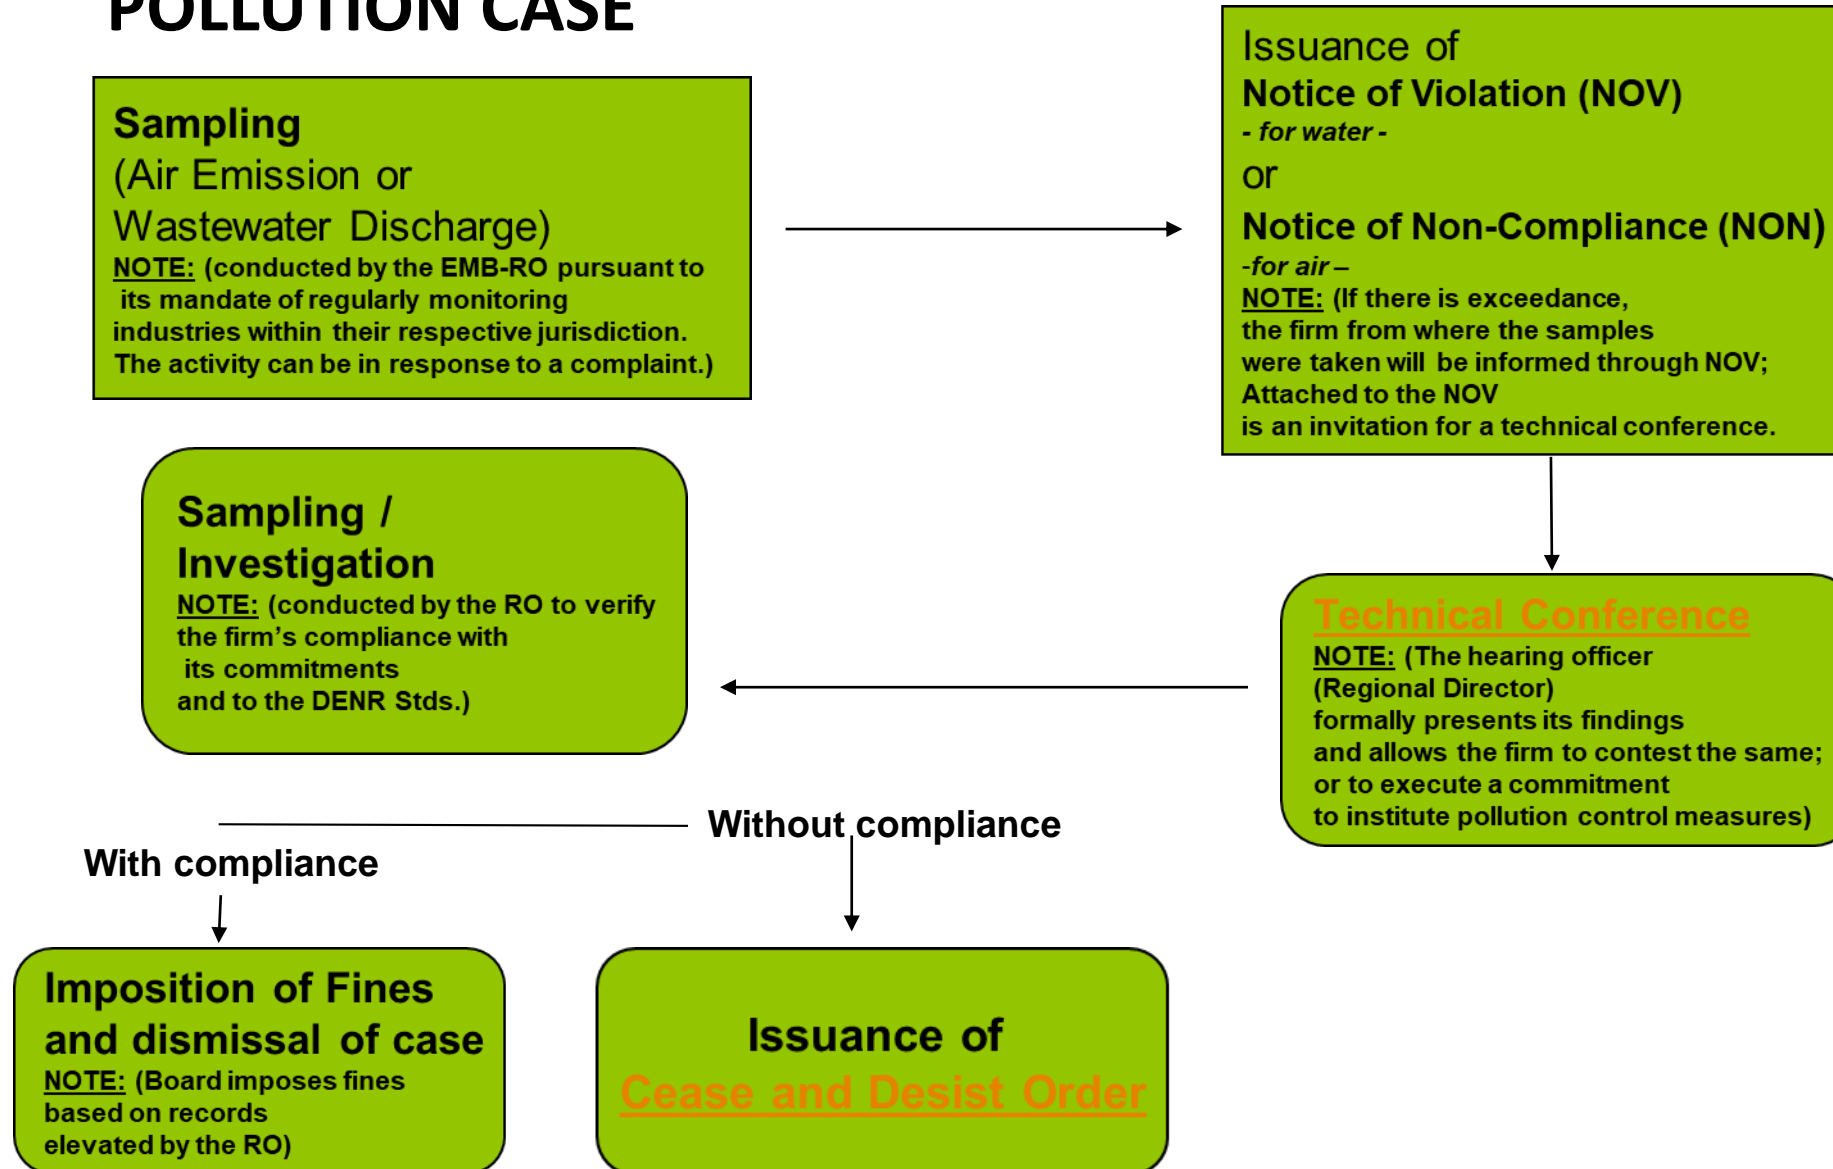 POLLUTION CASE
Sampling
(Air Emission or
Wastewater Discharge)
NOTE: (conducted by the EMB-RO pursuant to
its mandate of regularly monitoring
industries within their respective jurisdiction.
The activity can be in response to a complaint.)
Issuance of
Notice of Violation (NOV)
- for water -
or
Notice of Non-Compliance (NON)
-for air –
NOTE: (If there is exceedance,
the firm from where the samples
were taken will be informed through NOV;
Attached to the NOV
is an invitation for a technical conference.
Technical Conference
NOTE: (The hearing officer
(Regional Director)
formally presents its findings
and allows the firm to contest the same;
or to execute a commitment
to institute pollution control measures)
Sampling /
Investigation
NOTE: (conducted by the RO to verify
the firm's compliance with
its commitments
and to the DENR Stds.)
Without compliance
With compliance
Imposition of Fines
and dismissal of case
NOTE: (Board imposes fines
based on records
elevated by the RO)
Issuance of
Cease and Desist Order